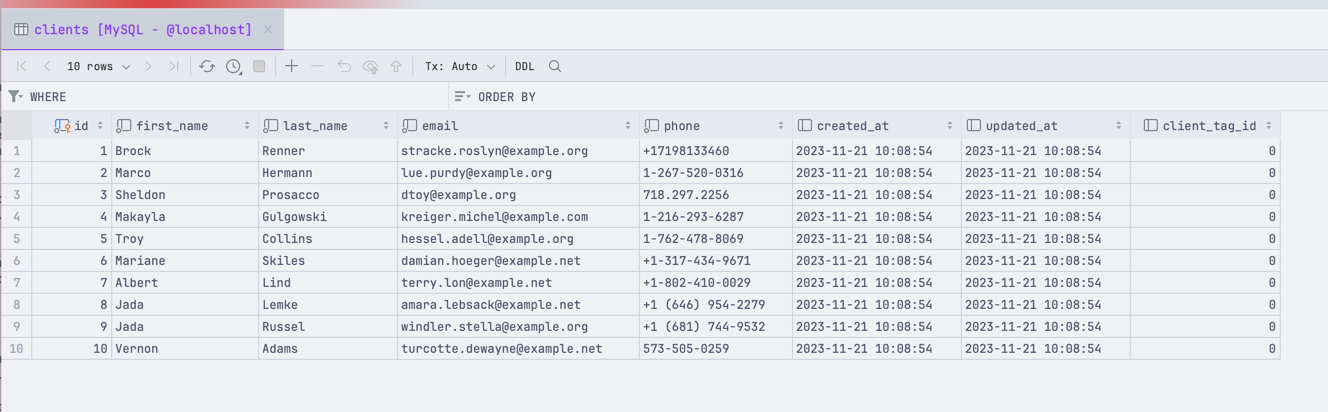 clients [MySQL - @localhost]
10 rows Tx: Auto DDL
WHERE ORDER BY
id first_name last_name email phone created_at updated_at client_tag_id
1 1 Brock Renner stracke.roslyn@example.org +17198133460 2023-11-21 10:08:54 2023-11-21 10:08:54 0
2 2 Marco Hermann lue.purdy@example.org 1-267-520-0316 2023-11-21 10:08:54 2023-11-21 10:08:54 0
3 3 Sheldon Prosacco dtoy@example.org 718.297.2256 2023-11-21 10:08:54 2023-11-21 10:08:54 0
4 4 Makayla Gulgowski kreiger.michel@example.com 1-216-293-6287 2023-11-21 10:08:54 2023-11-21 10:08:54 0
5 5 Troy Collins hessel.adell@example.org 1-762-478-8069 2023-11-21 10:08:54 2023-11-21 10:08:54 0
6 6 Mariane Skiles damian.hoeger@example.net +1-317-434-9671 2023-11-21 10:08:54 2023-11-21 10:08:54 0
7 7 Albert Lind terry.lon@example.net +1-802-410-0029 2023-11-21 10:08:54 2023-11-21 10:08:54 0
8 8 Jada Lemke amara.lebsack@example.net +1 (646) 954-2279 2023-11-21 10:08:54 2023-11-21 10:08:54 0
9 9 Jada Russel windler.stella@example.org +1 (681) 744-9532 2023-11-21 10:08:54 2023-11-21 10:08:54 0
10 10 Vernon Adams turcotte.dewayne@example.net 573-505-0259 2023-11-21 10:08:54 2023-11-21 10:08:54 0